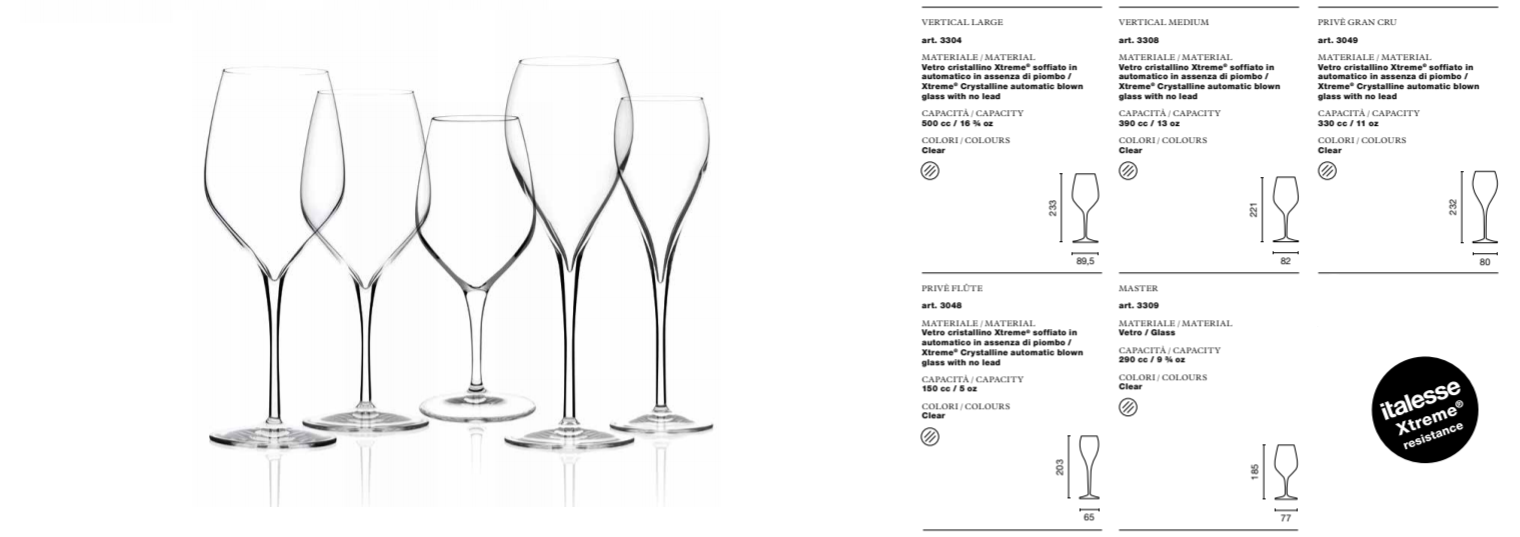 VERTICAL LARGE
art. 3304
MATERIALE / MATERIAL
Vetro cristallino Xtreme® soffiato in
automatico in assenza di piombo /
Xtreme® Crystalline automatic blown
glass with no lead
CAPACITÀ / CAPACITY
500 cc / 16 ¾ oz
COLORI / COLOURS
Clear
233
89,5
VERTICAL MEDIUM
art. 3308
MATERIALE / MATERIAL
Vetro cristallino Xtreme® soffiato in
automatico in assenza di piombo /
Xtreme® Crystalline automatic blown
glass with no lead
CAPACITÀ / CAPACITY
390 cc / 13 oz
COLORI / COLOURS
Clear
221
82
PRIVÉ GRAN CRU
art. 3049
MATERIALE / MATERIAL
Vetro cristallino Xtreme® soffiato in
automatico in assenza di piombo /
Xtreme® Crystalline automatic blown
glass with no lead
CAPACITÀ / CAPACITY
330 cc / 11 oz
COLORI / COLOURS
Clear
232
80
PRIVÉ FLÛTE
art. 3048
MATERIALE / MATERIAL
Vetro cristallino Xtreme® soffiato in
automatico in assenza di piombo /
Xtreme® Crystalline automatic blown
glass with no lead
CAPACITÀ / CAPACITY
150 cc / 5 oz
COLORI / COLOURS
Clear
203
65
MASTER
art. 3309
MATERIALE / MATERIAL
Vetro / Glass
CAPACITÀ / CAPACITY
290 cc / 9 ¾ oz
COLORI / COLOURS
Clear
185
77
italesse
Xtreme®
resistance